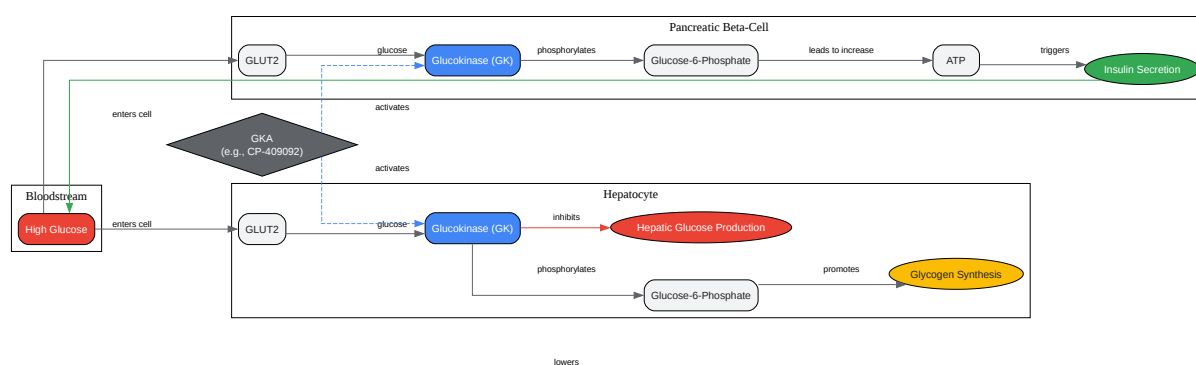 Pancreatic Beta-Cell
GLUT2
glucose
Glucokinase (GK)
phosphorylates
Glucose-6-Phosphate
leads to increase
ATP
triggers
Insulin Secretion
enters cell
activates
GKA
(e.g., CP-409092)
activates
Bloodstream
High Glucose
enters cell
Hepatocyte
GLUT2
glucose
Glucokinase (GK)
inhibits
Hepatic Glucose Production
phosphorylates
Glucose-6-Phosphate
promotes
Glycogen Synthesis
lowers